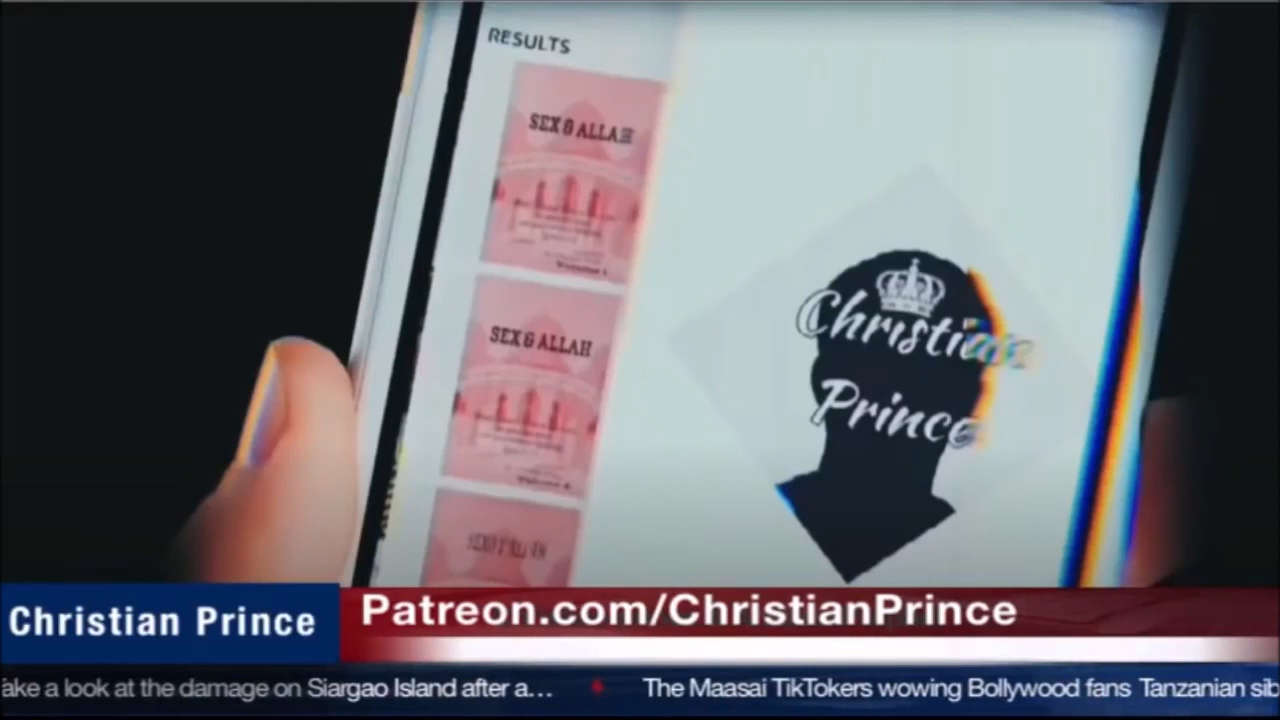 RESULTS
SEX & ALLAH
SEX & ALLAH
Christian
Prince
Christian Prince
Patreon.com/ChristianPrince
ake a look at the damage on Siargao Island after a…
The Maasai TikTokers wowing Bollywood fans Tanzanian sib